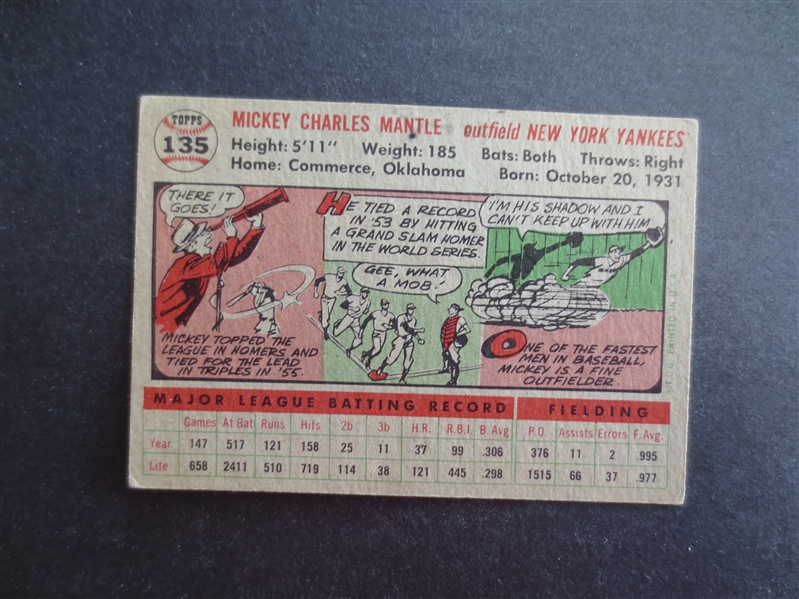 TOPPS
135
MICKEY CHARLES MANTLE outfield NEW YORK YANKEES
Height: 5'11" Weight: 185 Bats: Both Throws: Right
Home: Commerce, Oklahoma Born: October 20, 1931
THERE IT
GOES!
MICKEY TOPPED THE
LEAGUE IN HOMERS AND
TIED FOR THE LEAD
IN TRIPLES IN '55.
HE TIED A RECORD
IN '53 BY HITTING
A GRAND SLAM HOMER
IN THE WORLD SERIES.
GEE, WHAT
A MOB!
I'M HIS SHADOW AND I
CAN'T KEEP UP WITH HIM
ONE OF THE FASTEST
MEN IN BASEBALL,
MICKEY IS A FINE
OUTFIELDER.
T.C.G. PRINTED IN U.S.A.
MAJOR LEAGUE BATTING RECORD FIELDING
Games At Bat Runs Hits 2b 3b H.R. R.B.I. B. Avg P.O. Assists Errors F. Avg.
Year 147 517 121 158 25 11 37 99 .306 376 11 2 .995
Life 658 2411 510 719 114 38 121 445 .298 1515 66 37 .977